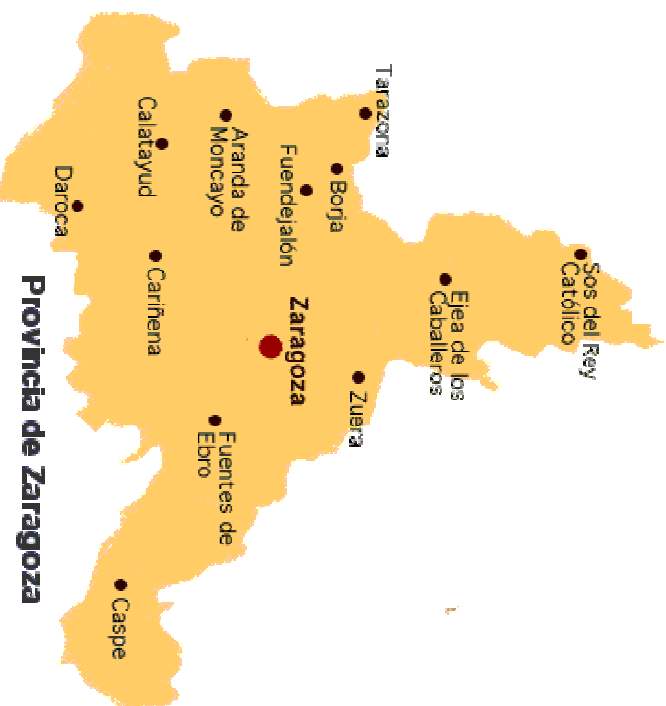 Sos del Rey
Católico
Ejea de los
Caballeros
Tarazona
Borja
Zuera
Fuendejalón
Zaragoza
Aranda de
Moncayo
Fuentes de
Ebro
Calatayud
Cariñena
Caspe
Daroca
Provincia de Zaragoza